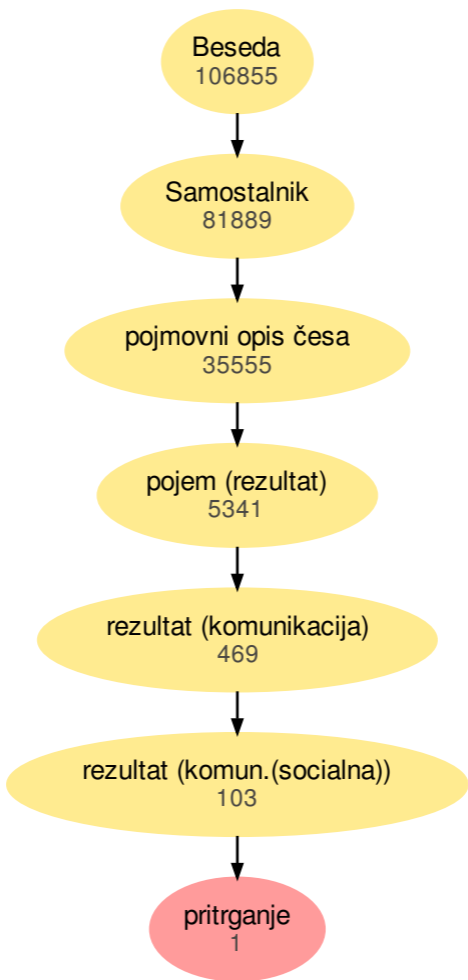 Beseda
106855
Samostalnik
81889
pojmovni opis česa
35555
pojem (rezultat)
5341
rezultat (komunikacija)
469
rezultat (komun.(socialna))
103
pritrganje
1